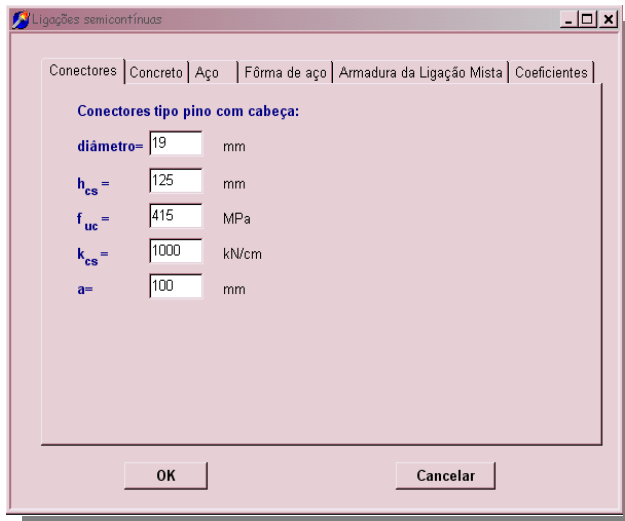 Ligações semicontínuas
Conectores Concreto Aço Fôrma de aço Armadura da Ligação Mista Coeficientes
Conectores tipo pino com cabeça:
diâmetro= 19 mm
hcs = 125 mm
fuc = 415 MPa
kcs = 1000 kN/cm
a= 100 mm
OK Cancelar